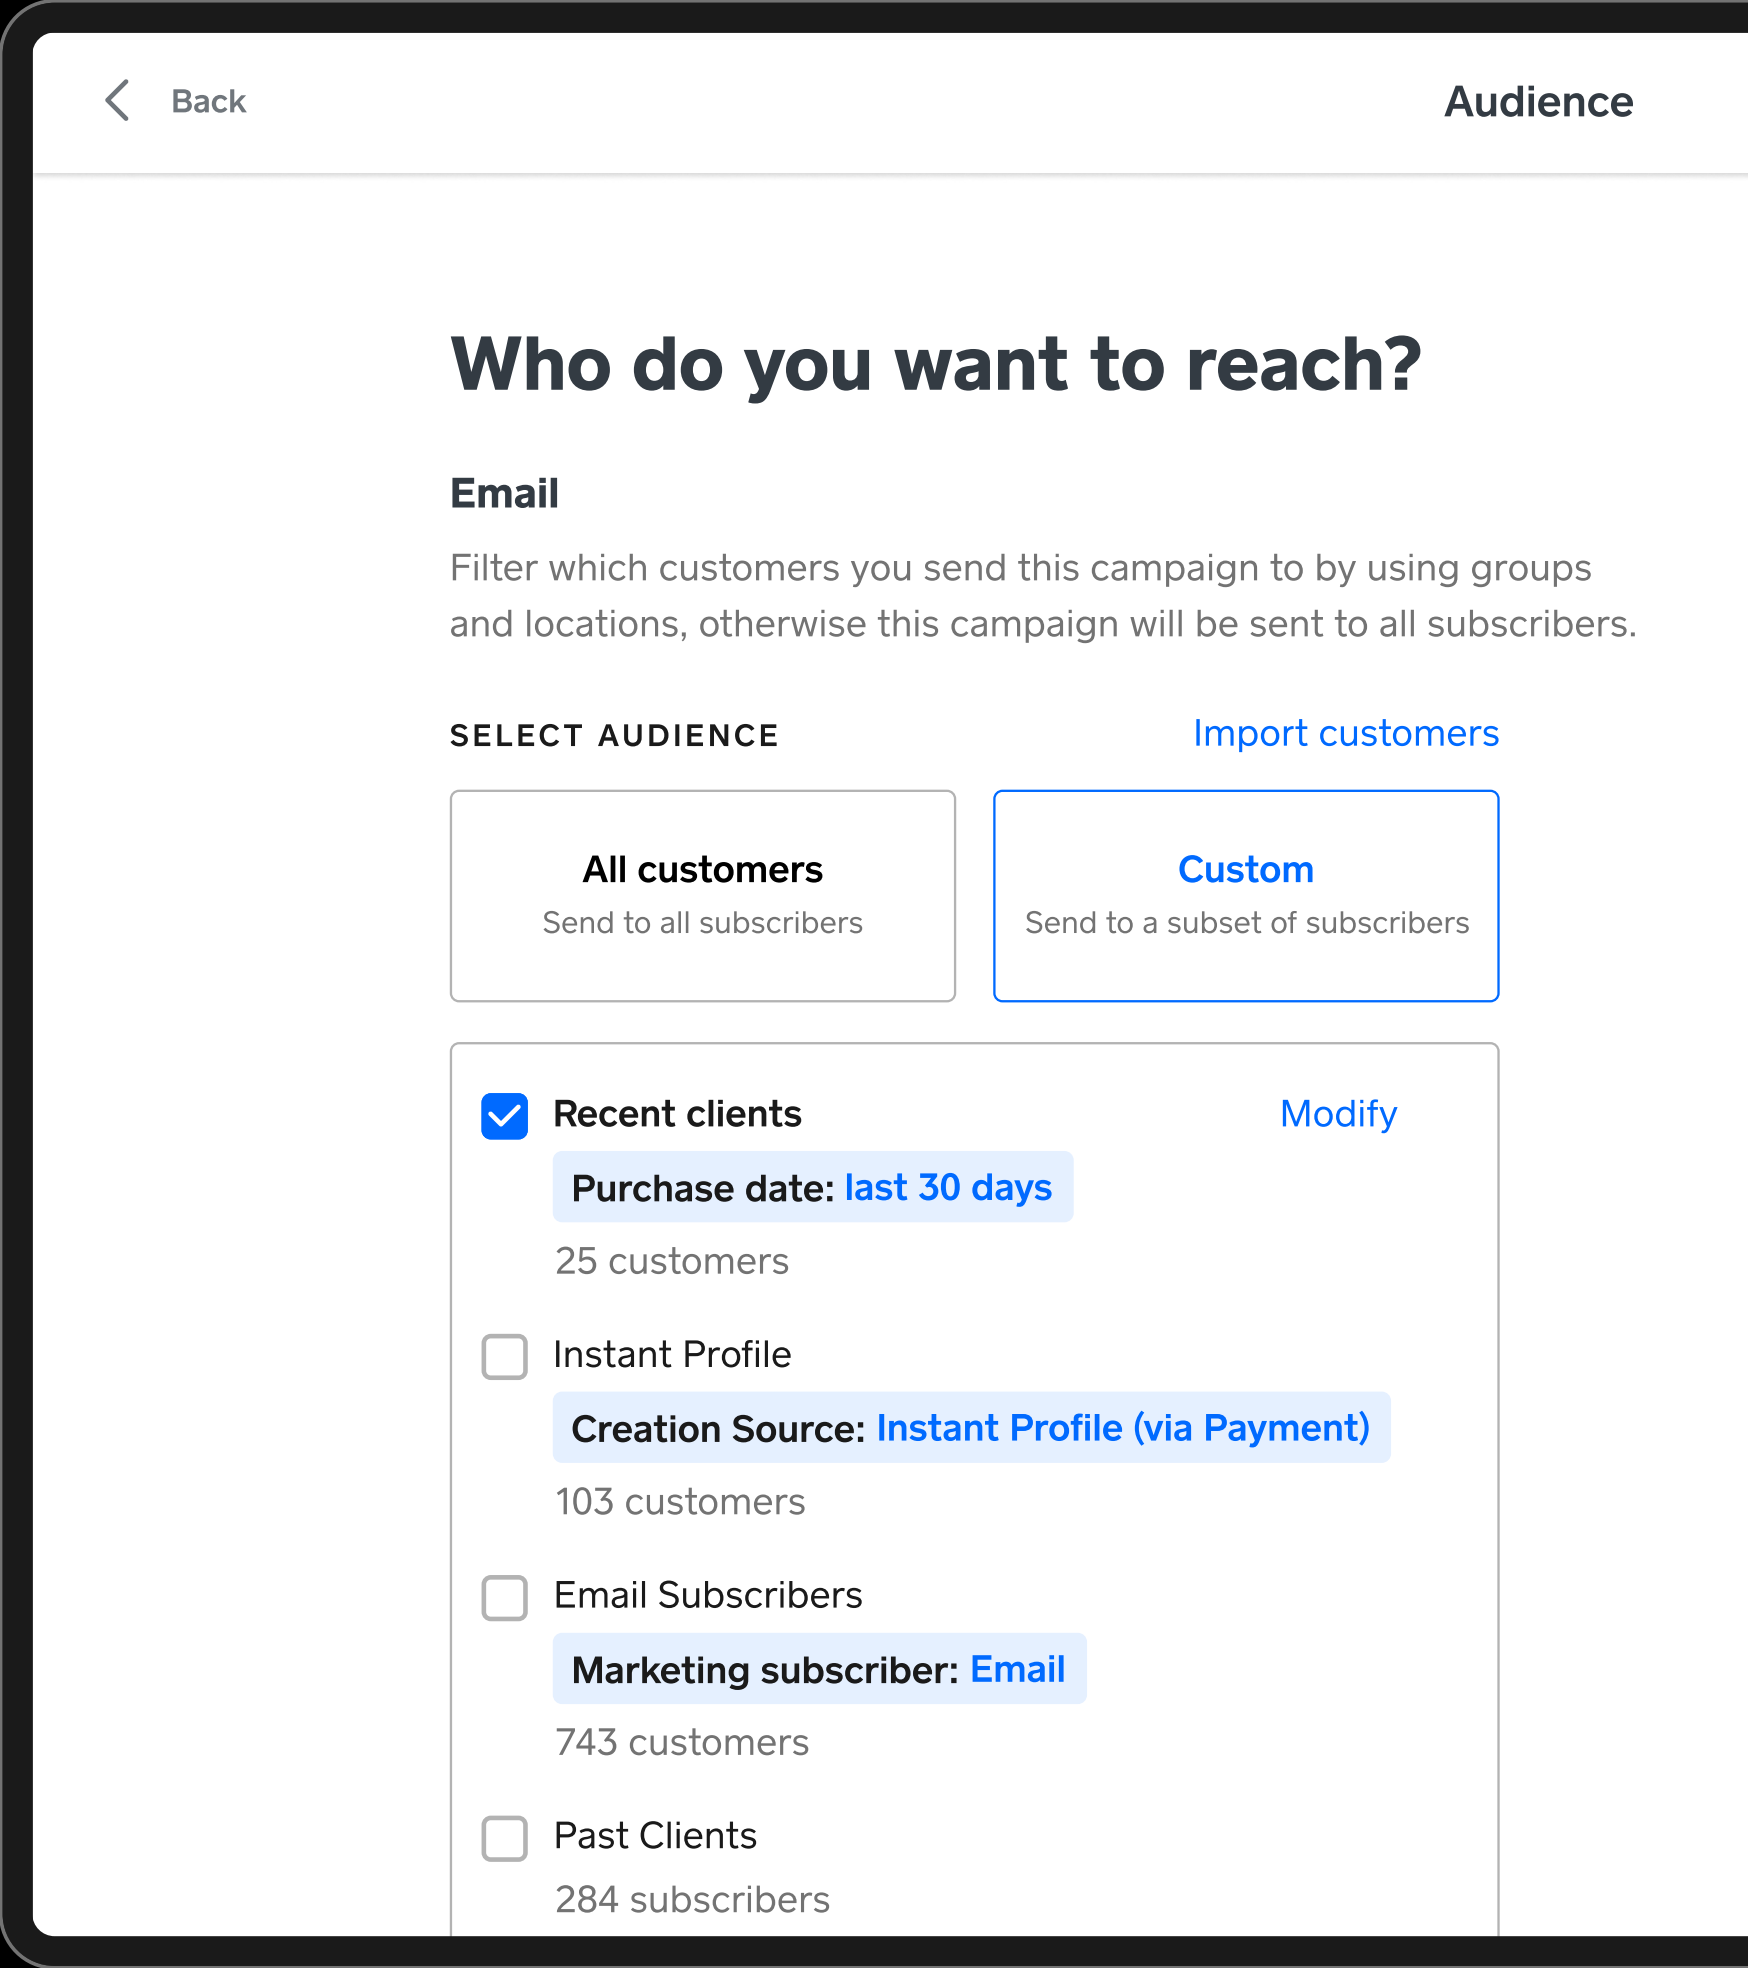 Back
Audience
Who do you want to reach?
Email
Filter which customers you send this campaign to by using groups
and locations, otherwise this campaign will be sent to all subscribers.
SELECT AUDIENCE
Import customers
All customers
Send to all subscribers
Custom
Send to a subset of subscribers
Recent clients
Modify
Purchase date: last 30 days
25 customers
Instant Profile
Creation Source: Instant Profile (via Payment)
103 customers
Email Subscribers
Marketing subscriber: Email
743 customers
Past Clients
284 subscribers